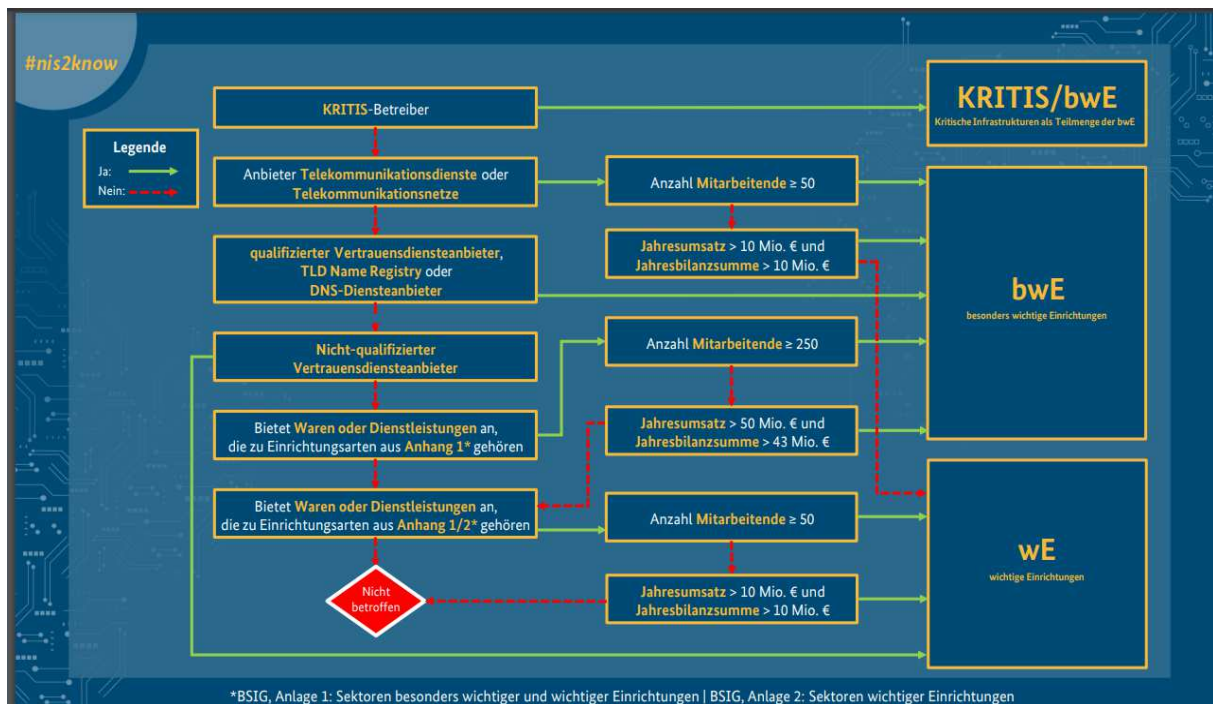 #nis2know
KRITIS-Betreiber
KRITIS/bwE
Kritische Infrastrukturen als Teilmenge der bwE
Legende
Ja:
Nein:
Anbieter Telekommunikationsdienste oder
Telekommunikationsnetze
Anzahl Mitarbeitende ≥ 50
Jahresumsatz > 10 Mio. € und
Jahresbilanzsumme > 10 Mio. €
qualifizierter Vertrauensdiensteanbieter,
TLD Name Registry oder
DNS-Diensteanbieter
bwE
besonders wichtige Einrichtungen
Nicht-qualifizierter
Vertrauensdiensteanbieter
Anzahl Mitarbeitende ≥ 250
Bietet Waren oder Dienstleistungen an,
die zu Einrichtungsarten aus Anhang 1* gehören
Jahresumsatz > 50 Mio. € und
Jahresbilanzsumme > 43 Mio. €
Bietet Waren oder Dienstleistungen an,
die zu Einrichtungsarten aus Anhang 1/2* gehören
Anzahl Mitarbeitende ≥ 50
wE
wichtige Einrichtungen
Nicht
betroffen
Jahresumsatz > 10 Mio. € und
Jahresbilanzsumme > 10 Mio. €
*BSIG, Anlage 1: Sektoren besonders wichtiger und wichtiger Einrichtungen | BSIG, Anlage 2: Sektoren wichtiger Einrichtungen